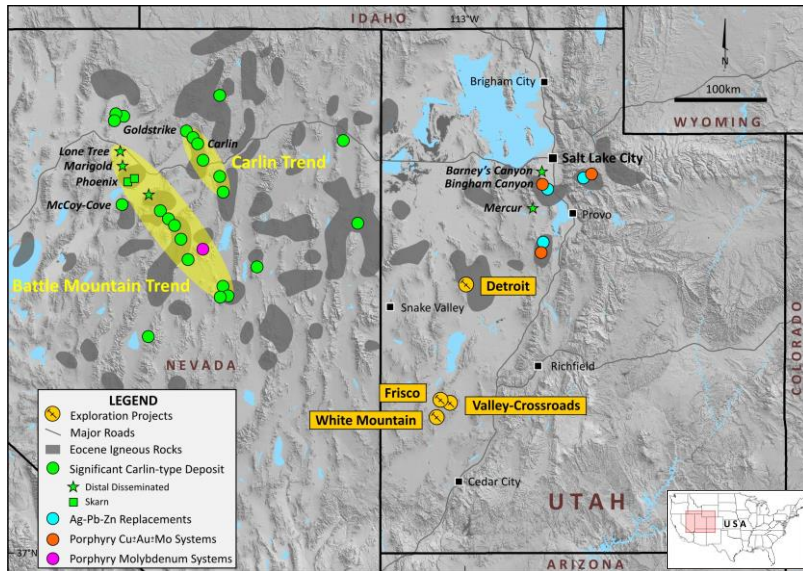 IDAHO
113°W
N
100km
WYOMING
Brigham City
Goldstrike
Carlin
Carlin Trend
Lone Tree
Marigold
Phoenix
McCoy-Cove
Battle Mountain Trend
Salt Lake City
Barney's Canyon
Bingham Canyon
Mercur
Provo
Detroit
Snake Valley
COLORADO
NEVADA
Richfield
Frisco
Valley-Crossroads
White Mountain
Cedar City
UTAH
LEGEND
Exploration Projects
Major Roads
Eocene Igneous Rocks
Significant Carlin-type Deposit
Distal Disseminated
Skarn
Ag-Pb-Zn Replacements
Porphyry Cu±Au±Mo Systems
Porphyry Molybdenum Systems
37°N
ARIZONA
USA